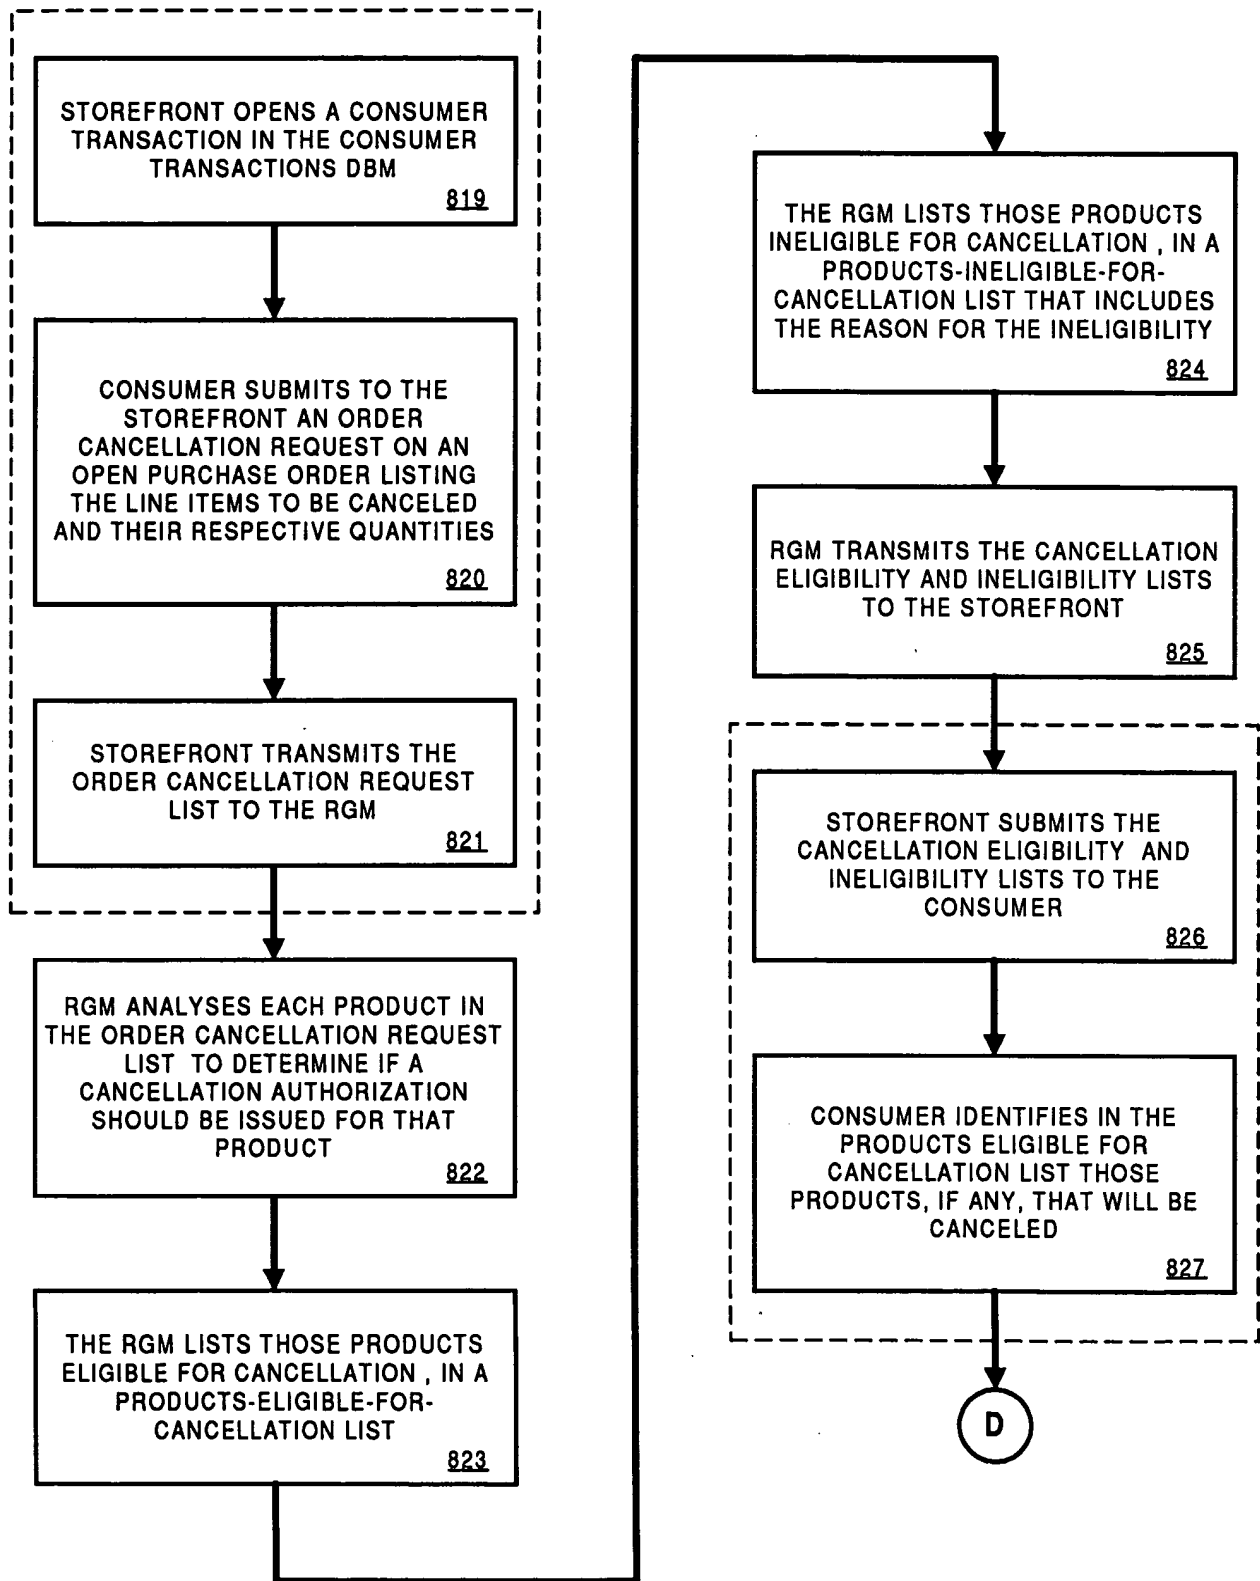 STOREFRONT OPENS A CONSUMER
TRANSACTION IN THE CONSUMER
TRANSACTIONS DBM
819
CONSUMER SUBMITS TO THE
STOREFRONT AN ORDER
CANCELLATION REQUEST ON AN
OPEN PURCHASE ORDER LISTING
THE LINE ITEMS TO BE CANCELED
AND THEIR RESPECTIVE QUANTITIES
820
STOREFRONT TRANSMITS THE
ORDER CANCELLATION REQUEST
LIST TO THE RGM
821
RGM ANALYSES EACH PRODUCT IN
THE ORDER CANCELLATION REQUEST
LIST TO DETERMINE IF A
CANCELLATION AUTHORIZATION
SHOULD BE ISSUED FOR THAT
PRODUCT
822
THE RGM LISTS THOSE PRODUCTS
ELIGIBLE FOR CANCELLATION , IN A
PRODUCTS-ELIGIBLE-FOR-
CANCELLATION LIST
823
THE RGM LISTS THOSE PRODUCTS
INELIGIBLE FOR CANCELLATION , IN A
PRODUCTS-INELIGIBLE-FOR-
CANCELLATION LIST THAT INCLUDES
THE REASON FOR THE INELIGIBILITY
824
RGM TRANSMITS THE CANCELLATION
ELIGIBILITY AND INELIGIBILITY LISTS
TO THE STOREFRONT
825
STOREFRONT SUBMITS THE
CANCELLATION ELIGIBILITY AND
INELIGIBILITY LISTS TO THE
CONSUMER
826
CONSUMER IDENTIFIES IN THE
PRODUCTS ELIGIBLE FOR
CANCELLATION LIST THOSE
PRODUCTS, IF ANY, THAT WILL BE
CANCELED
827
D